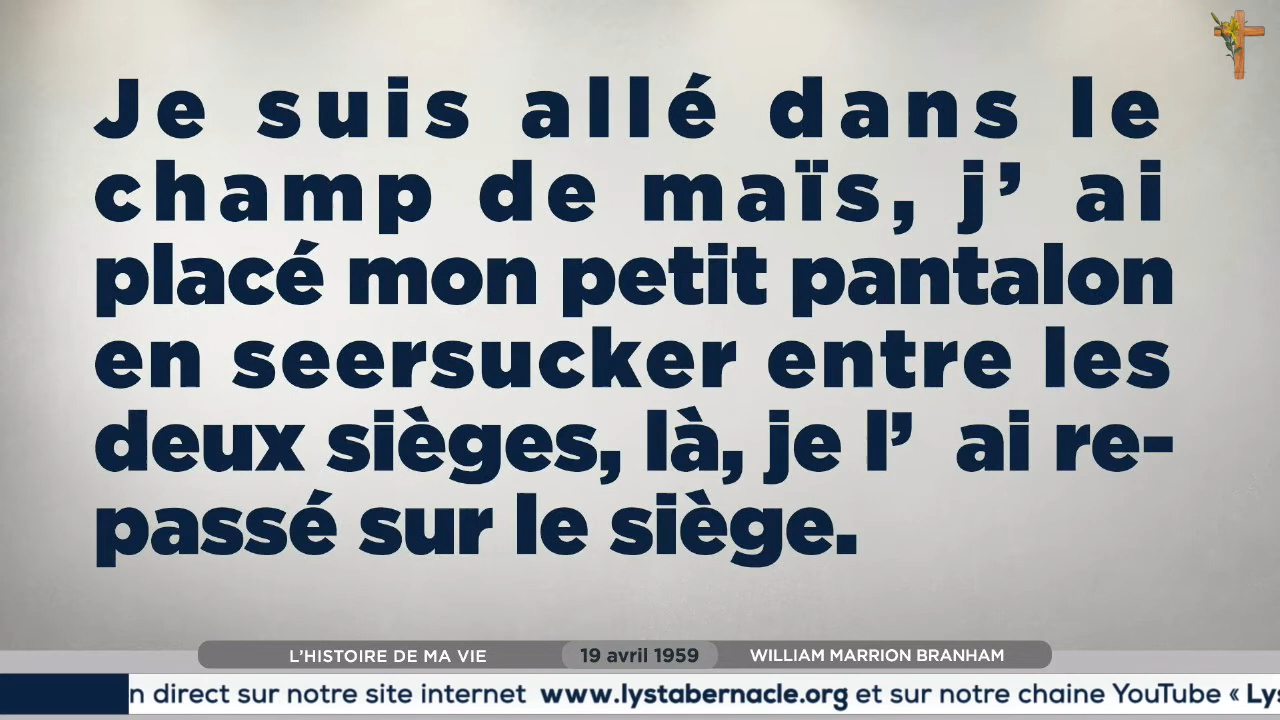 Je suis allé dans le
champ de maïs, j’ ai
placé mon petit pantalon
en seersucker entre les
deux sièges, là, je l’ ai re-
passé sur le siège.
L’HISTOIRE DE MA VIE 19 avril 1959 WILLIAM MARRION BRANHAM
n direct sur notre site internet www.lystabernacle.org et sur notre chaine YouTube « Lys